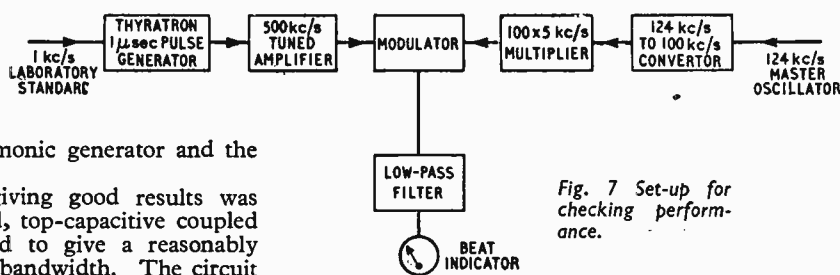 THYRATRON
1μsec PULSE
GENERATOR
500kc/s
TUNED
AMPLIFIER
MODULATOR
100x5 kc/s
MULTIPLIER
124 kc/s
TO 100kc/s
CONVERTOR
1 kc/s
LABORATORY
STANDARD
124 kc/s
MASTER
OSCILLATOR
monic generator and the
giving good results was
, top-capacitive coupled
d to give a reasonably
bandwidth. The circuit
LOW-PASS
FILTER
BEAT
INDICATOR
Fig. 7 Set-up for
checking perform-
ance.